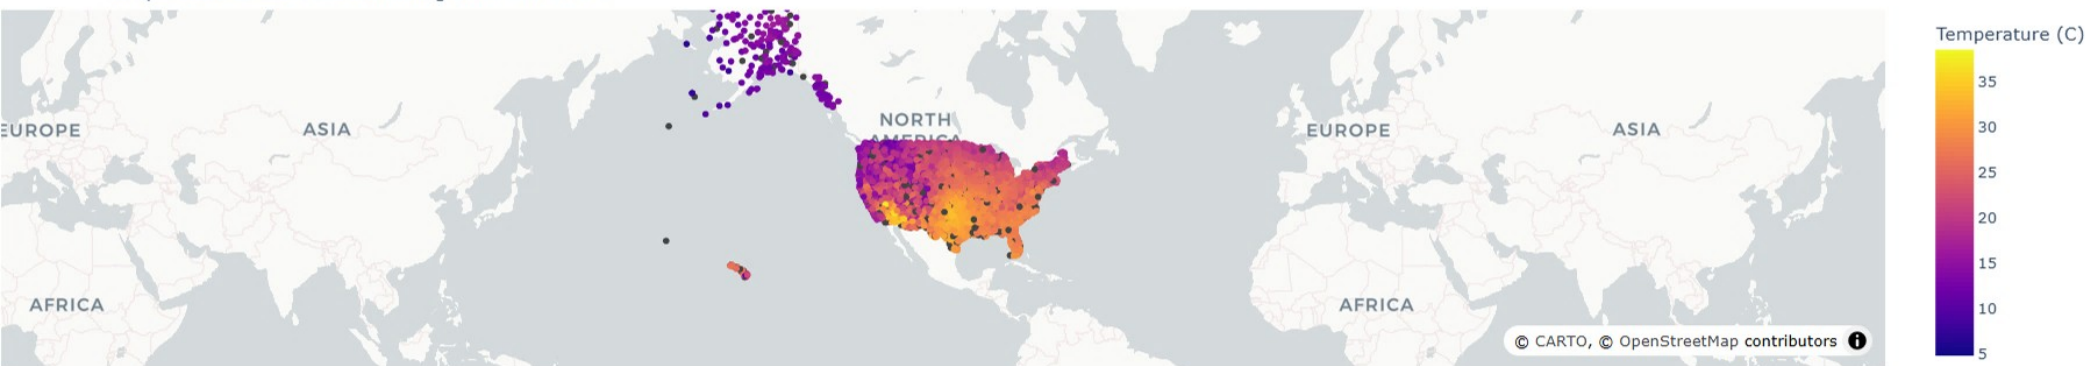 Temperature (C)
35
30
25
20
15
10
5
NORTH
AMERICA
EUROPE
ASIA
EUROPE
ASIA
AFRICA
AFRICA
© CARTO, © OpenStreetMap contributors